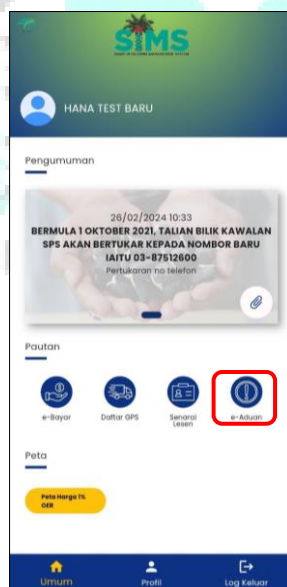 SIMS
HANA TEST BARU
Pengumuman
26/02/2024 10:33
BERMULA 1 OKTOBER 2021, TALIAN BILIK KAWALAN
SPS AKAN BERTUKAR KEPADA NOMBOR BARU
IAITU 03-87512600
Pertukaran no telefon
Pautan
e-Bayar
Daftar GPS
Senarai
Lesen
e-Aduan
Peta
Peta Harga 1%
OER
Umum
Profil
Log Keluar